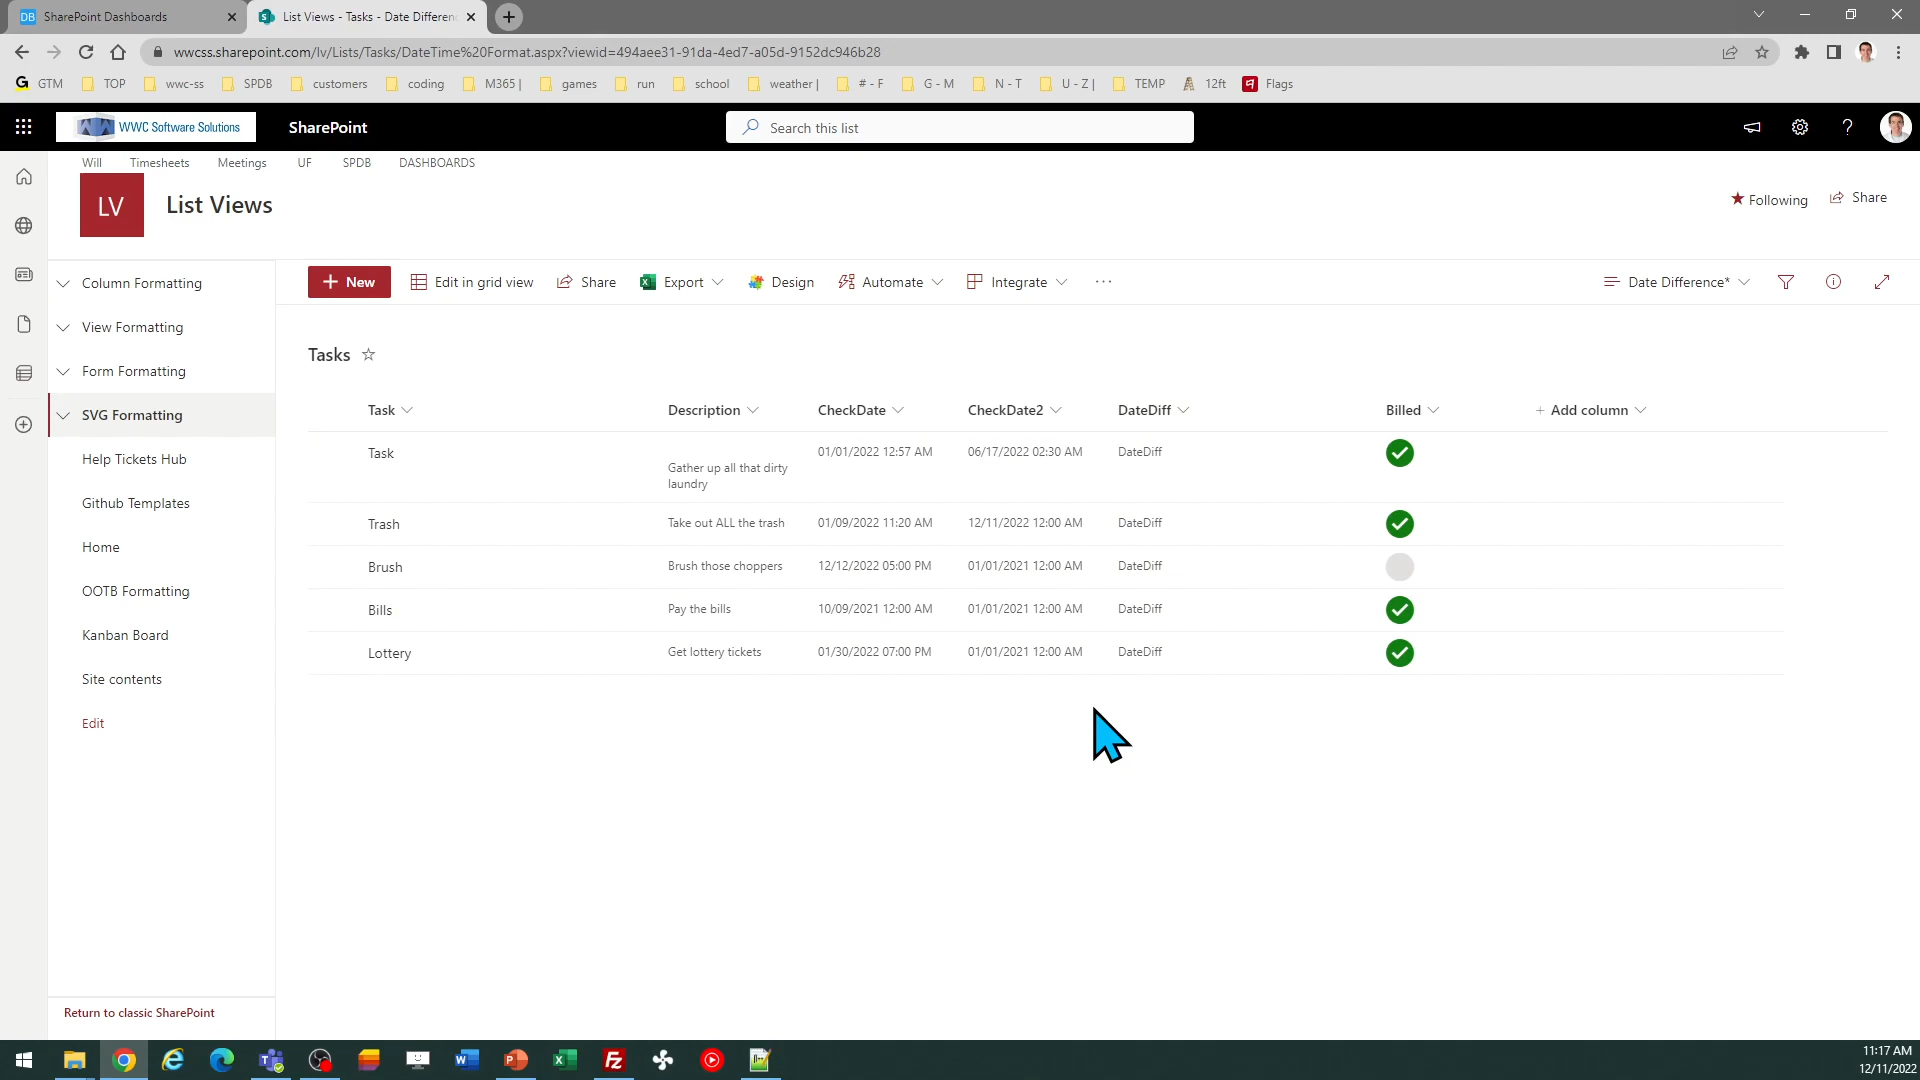 DB SharePoint Dashboards
List Views - Tasks - Date Differenc
wwcss.sharepoint.com/lv/Lists/Tasks/DateTime%20Format.aspx?viewid=494aee31-91da-4ed7-a05d-9152dc946b28
G GTM TOP wwc-ss SPDB customers coding M365 | games run school weather | # - F G - M N - T U - Z | TEMP 12ft Flags
WWC Software Solutions SharePoint Search this list
Will Timesheets Meetings UF SPDB DASHBOARDS
LV List Views
Following Share
Column Formatting
View Formatting
Form Formatting
SVG Formatting
Help Tickets Hub
Github Templates
Home
OOTB Formatting
Kanban Board
Site contents
Edit
Return to classic SharePoint
+ New Edit in grid view Share Export Design Automate Integrate ··· Date Difference*
Tasks
Task Description CheckDate CheckDate2 DateDiff Billed + Add column
Task 01/01/2022 12:57 AM 06/17/2022 02:30 AM DateDiff
Gather up all that dirty
laundry
Trash Take out ALL the trash 01/09/2022 11:20 AM 12/11/2022 12:00 AM DateDiff
Brush Brush those choppers 12/12/2022 05:00 PM 01/01/2021 12:00 AM DateDiff
Bills Pay the bills 10/09/2021 12:00 AM 01/01/2021 12:00 AM DateDiff
Lottery Get lottery tickets 01/30/2022 07:00 PM 01/01/2021 12:00 AM DateDiff
11:17 AM
12/11/2022